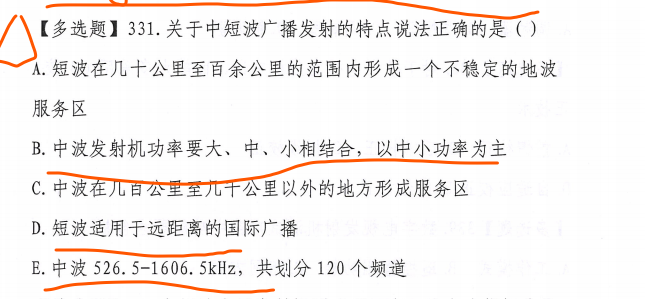 【多选题】331.关于中短波广播发射的特点说法正确的是（ ）
A.短波在几十公里至百余公里的范围内形成一个不稳定的地波
服务区
B.中波发射机功率要大、中、小相结合，以中小功率为主
C.中波在几百公里至几千公里以外的地方形成服务区
D.短波适用于远距离的国际广播
E.中波 526.5-1606.5kHz，共划分 120 个频道